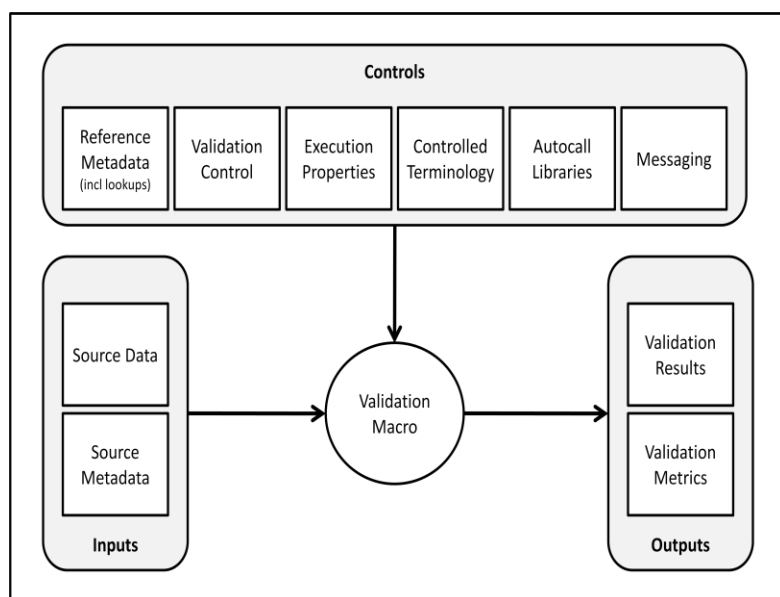 Controls
Reference
Metadata
(incl lookups)
Validation
Control
Execution
Properties
Controlled
Terminology
Autocall
Libraries
Messaging
Source Data
Source
Metadata
Inputs
Validation
Macro
Validation
Results
Validation
Metrics
Outputs